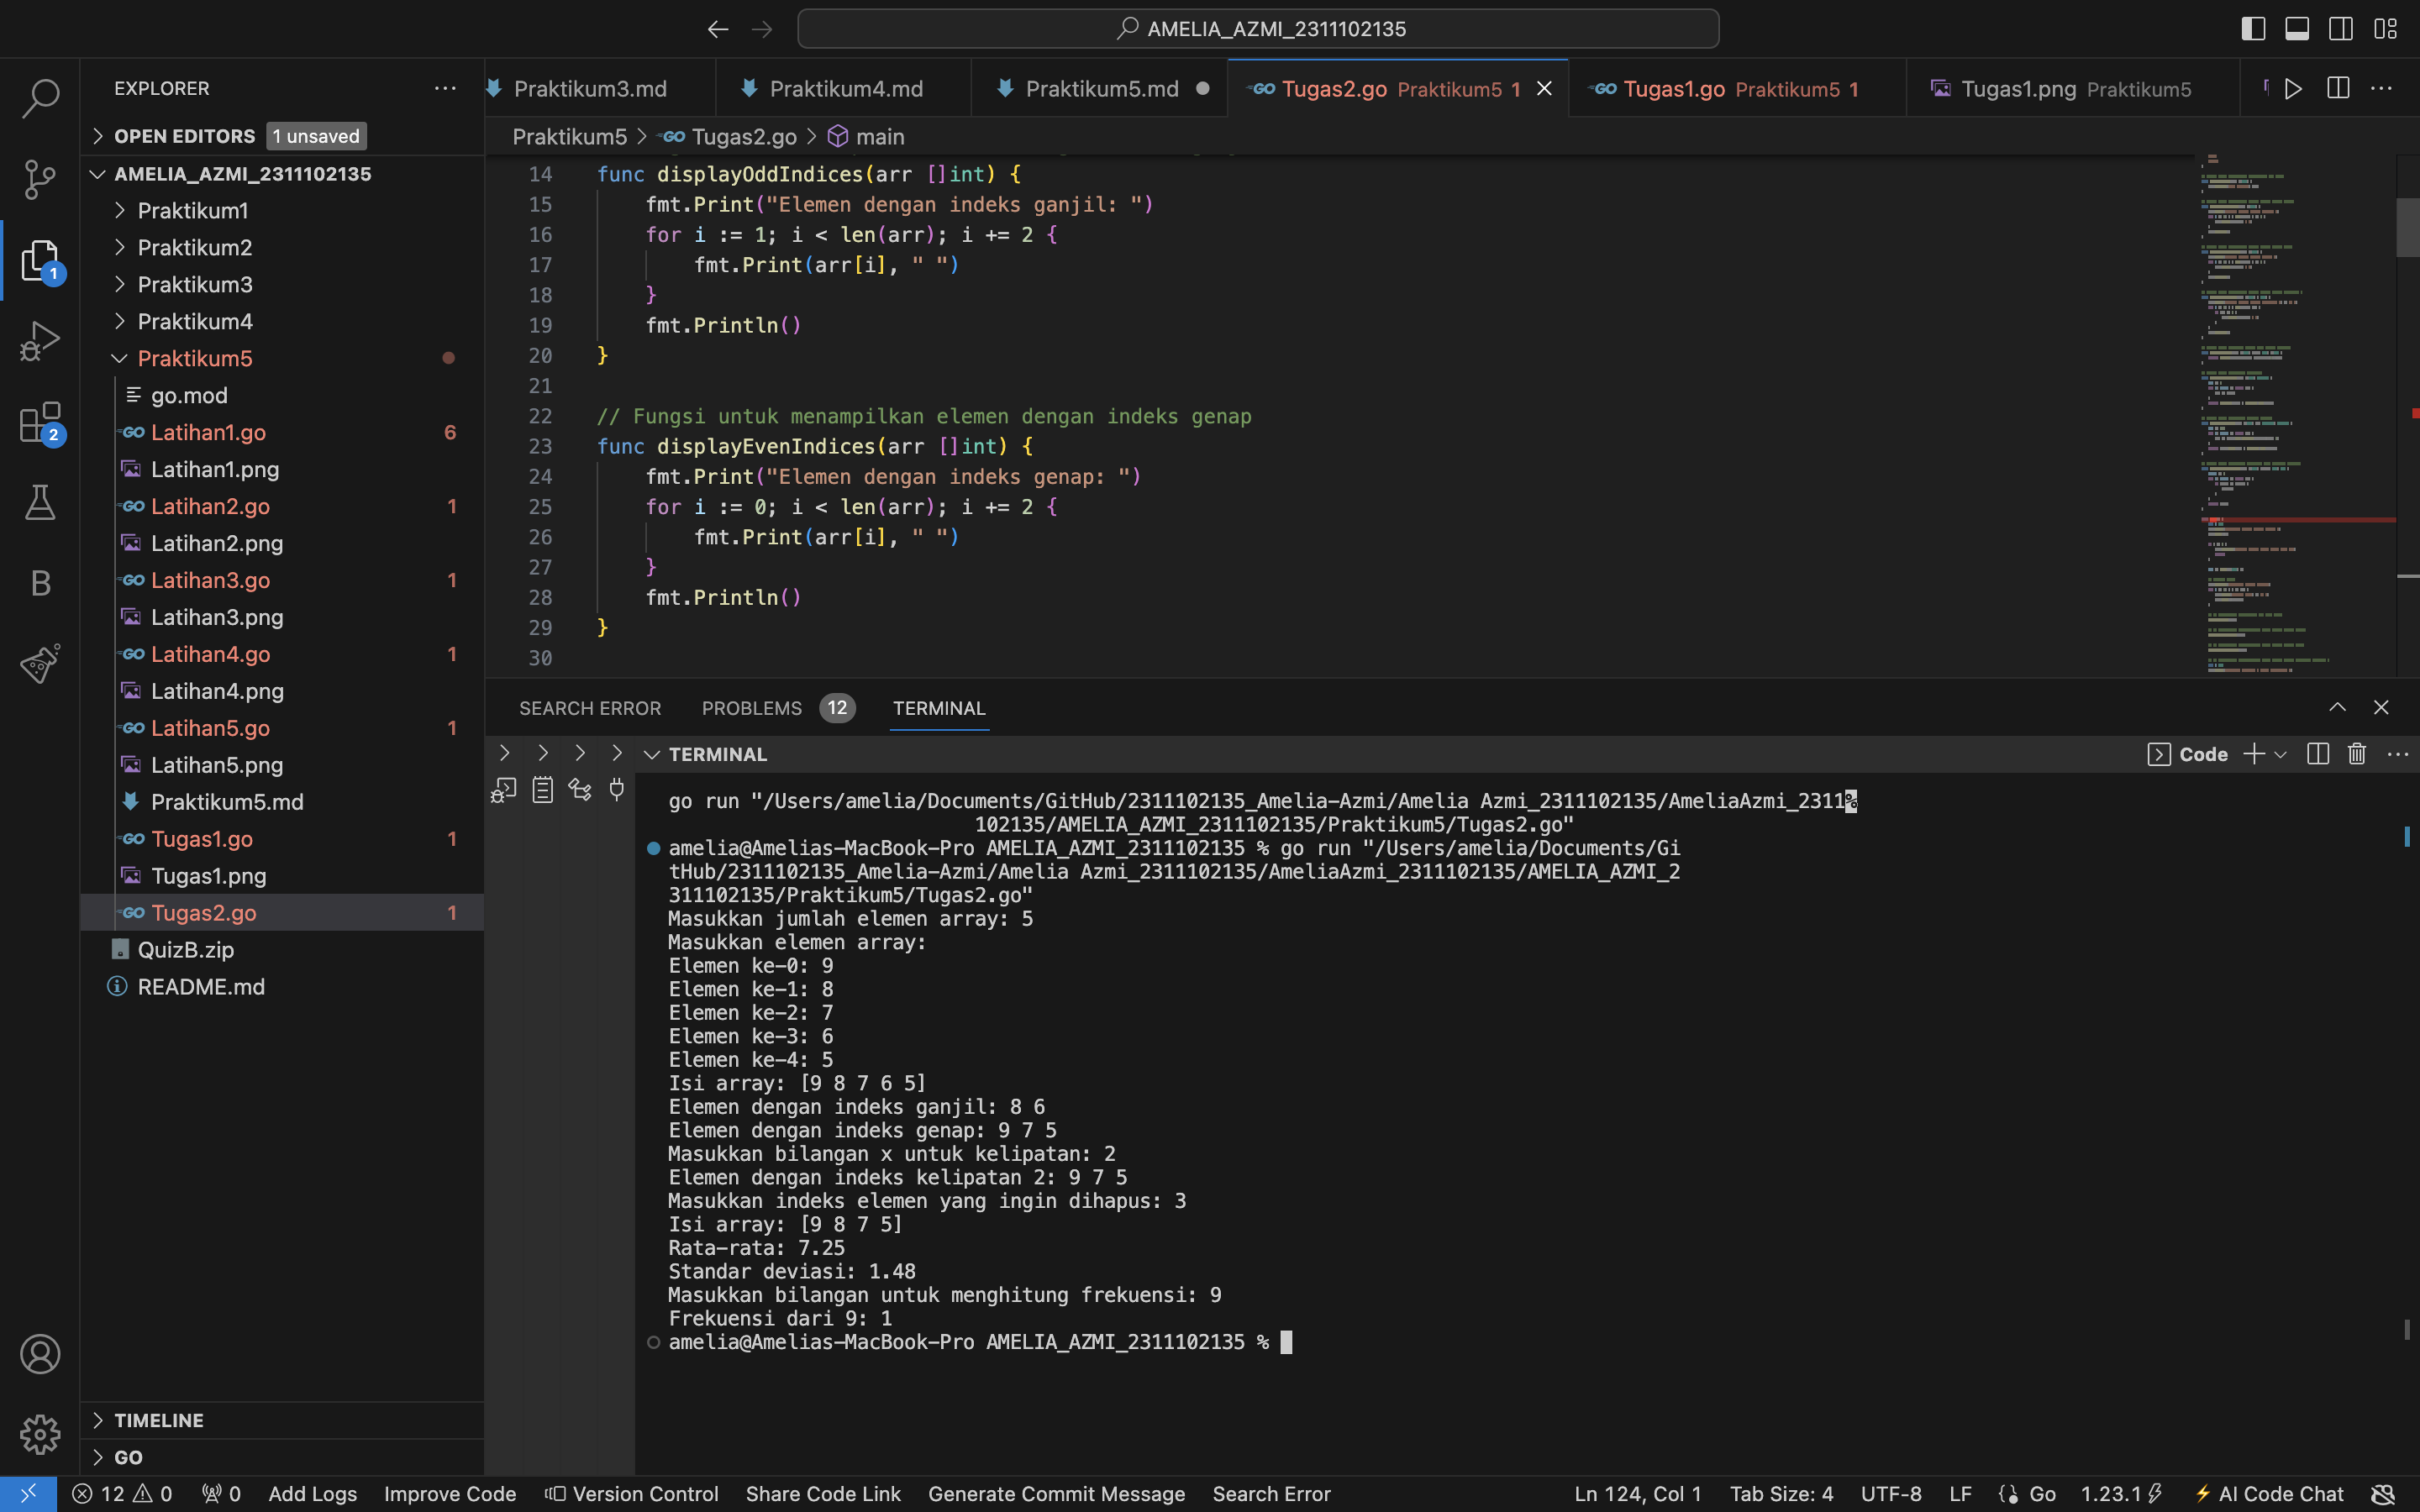 AMELIA_AZMI_2311102135
EXPLORER
OPEN EDITORS 1 unsaved
AMELIA_AZMI_2311102135
Praktikum1
Praktikum2
Praktikum3
Praktikum4
Praktikum5
go.mod
Latihan1.go 6
Latihan1.png
Latihan2.go 1
Latihan2.png
Latihan3.go 1
Latihan3.png
Latihan4.go 1
Latihan4.png
Latihan5.go 1
Latihan5.png
Praktikum5.md
Tugas1.go 1
Tugas1.png
Tugas2.go 1
QuizB.zip
README.md
TIMELINE
GO
1
2
B
Praktikum3.md Praktikum4.md Praktikum5.md GO Tugas2.go Praktikum5 1 GO Tugas1.go Praktikum5 1 Tugas1.png Praktikum5
Praktikum5 > GO Tugas2.go > main
14 func displayOddIndices(arr []int) {
15 fmt.Print("Elemen dengan indeks ganjil: ")
16 for i := 1; i < len(arr); i += 2 {
17 fmt.Print(arr[i], " ")
18 }
19 fmt.Println()
20 }
21
22 // Fungsi untuk menampilkan elemen dengan indeks genap
23 func displayEvenIndices(arr []int) {
24 fmt.Print("Elemen dengan indeks genap: ")
25 for i := 0; i < len(arr); i += 2 {
26 fmt.Print(arr[i], " ")
27 }
28 fmt.Println()
29 }
30
SEARCH ERROR PROBLEMS 12 TERMINAL
TERMINAL Code
go run "/Users/amelia/Documents/GitHub/2311102135_Amelia-Azmi/Amelia Azmi_2311102135/AmeliaAzmi_2311%
102135/AMELIA_AZMI_2311102135/Praktikum5/Tugas2.go"
amelia@Amelias-MacBook-Pro AMELIA_AZMI_2311102135 % go run "/Users/amelia/Documents/Gi
tHub/2311102135_Amelia-Azmi/Amelia Azmi_2311102135/AmeliaAzmi_2311102135/AMELIA_AZMI_2
311102135/Praktikum5/Tugas2.go"
Masukkan jumlah elemen array: 5
Masukkan elemen array:
Elemen ke-0: 9
Elemen ke-1: 8
Elemen ke-2: 7
Elemen ke-3: 6
Elemen ke-4: 5
Isi array: [9 8 7 6 5]
Elemen dengan indeks ganjil: 8 6
Elemen dengan indeks genap: 9 7 5
Masukkan bilangan x untuk kelipatan: 2
Elemen dengan indeks kelipatan 2: 9 7 5
Masukkan indeks elemen yang ingin dihapus: 3
Isi array: [9 8 7 5]
Rata-rata: 7.25
Standar deviasi: 1.48
Masukkan bilangan untuk menghitung frekuensi: 9
Frekuensi dari 9: 1
amelia@Amelias-MacBook-Pro AMELIA_AZMI_2311102135 %
12 0 0 Add Logs Improve Code Version Control Share Code Link Generate Commit Message Search Error Ln 124, Col 1 Tab Size: 4 UTF-8 LF Go 1.23.1 AI Code Chat